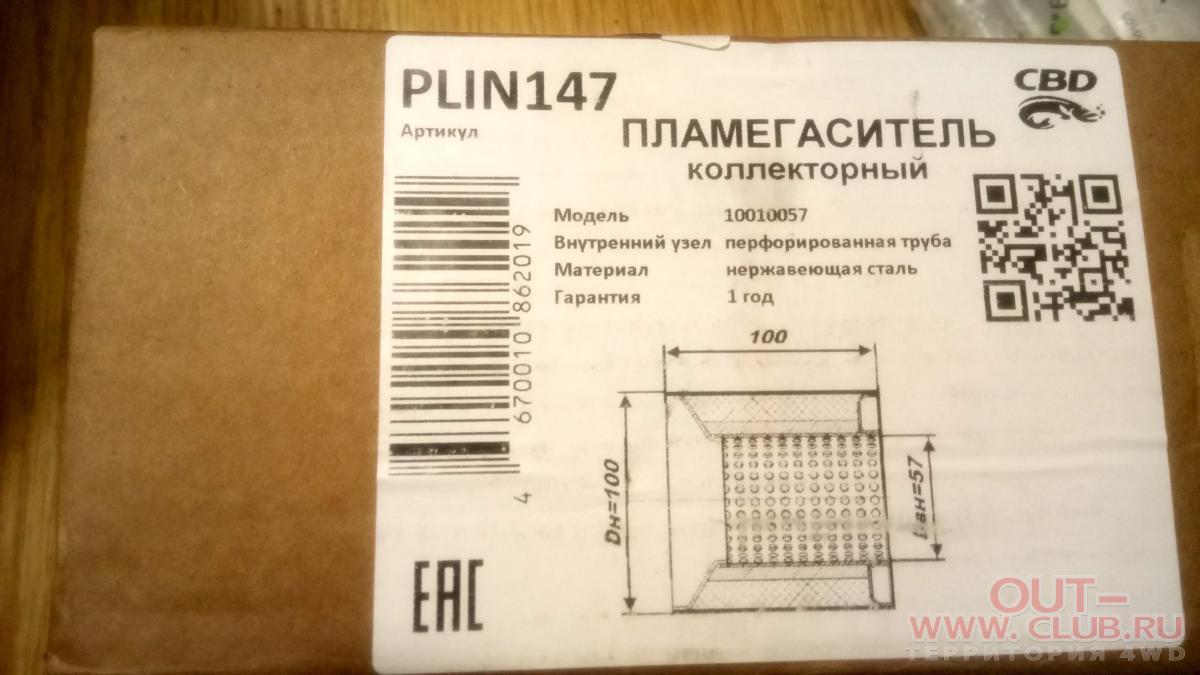 PLIN147
Артикул
CBD
ПЛАМЕГАСИТЕЛЬ
коллекторный
Модель 10010057
Внутренний узел перфорированная труба
Материал нержавеющая сталь
Гарантия 1 год
4 670010 862019
100
Dн=100
Dвн=57
EAC
OUT-
WWW.CLUB.RU
ТЕРРИТОРИЯ 4WD